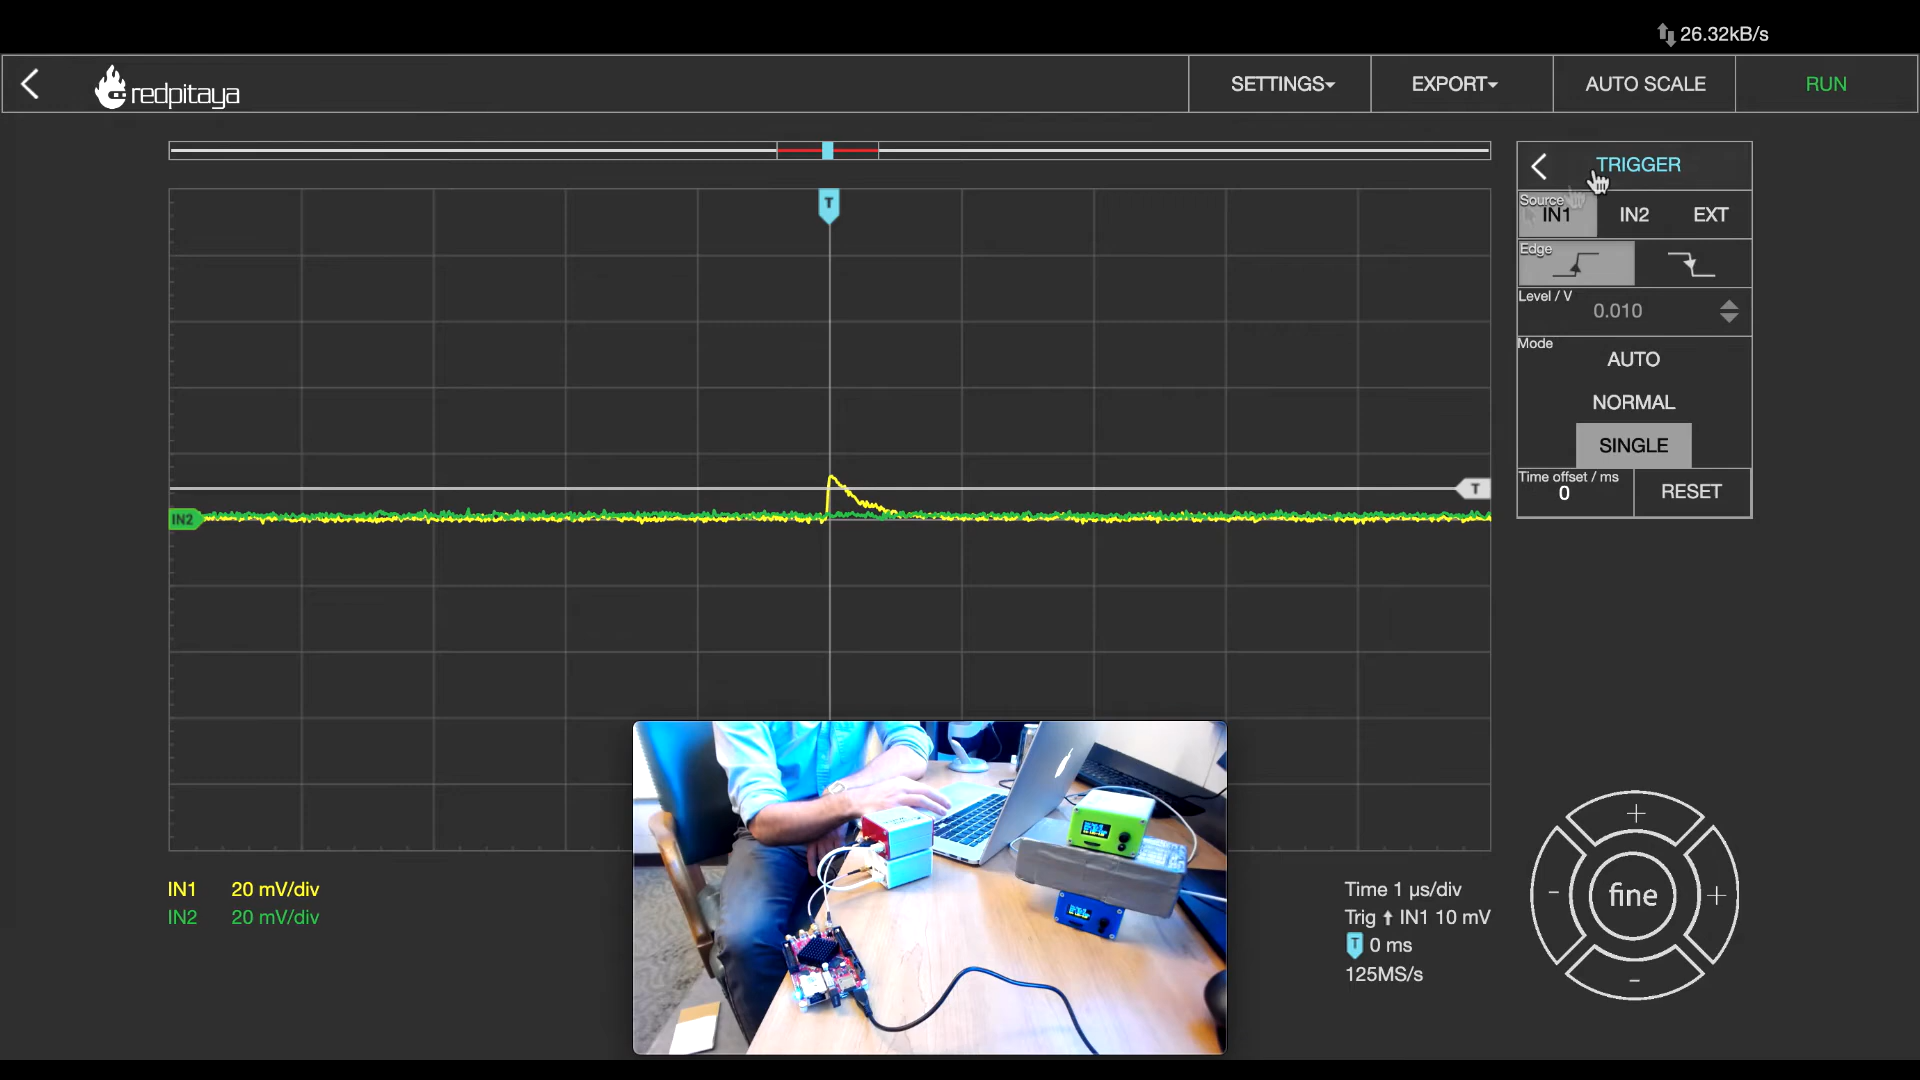 26.32kB/s
redpitaya
SETTINGS
EXPORT
AUTO SCALE
RUN
TRIGGER
Source
IN1
IN2
EXT
Edge
Level / V
0.010
Mode
AUTO
NORMAL
SINGLE
Time offset / ms
0
RESET
T
T
IN2
IN1 20 mV/div
IN2 20 mV/div
Time 1 µs/div
Trig IN1 10 mV
T 0 ms
125MS/s
+
-
fine
+
-